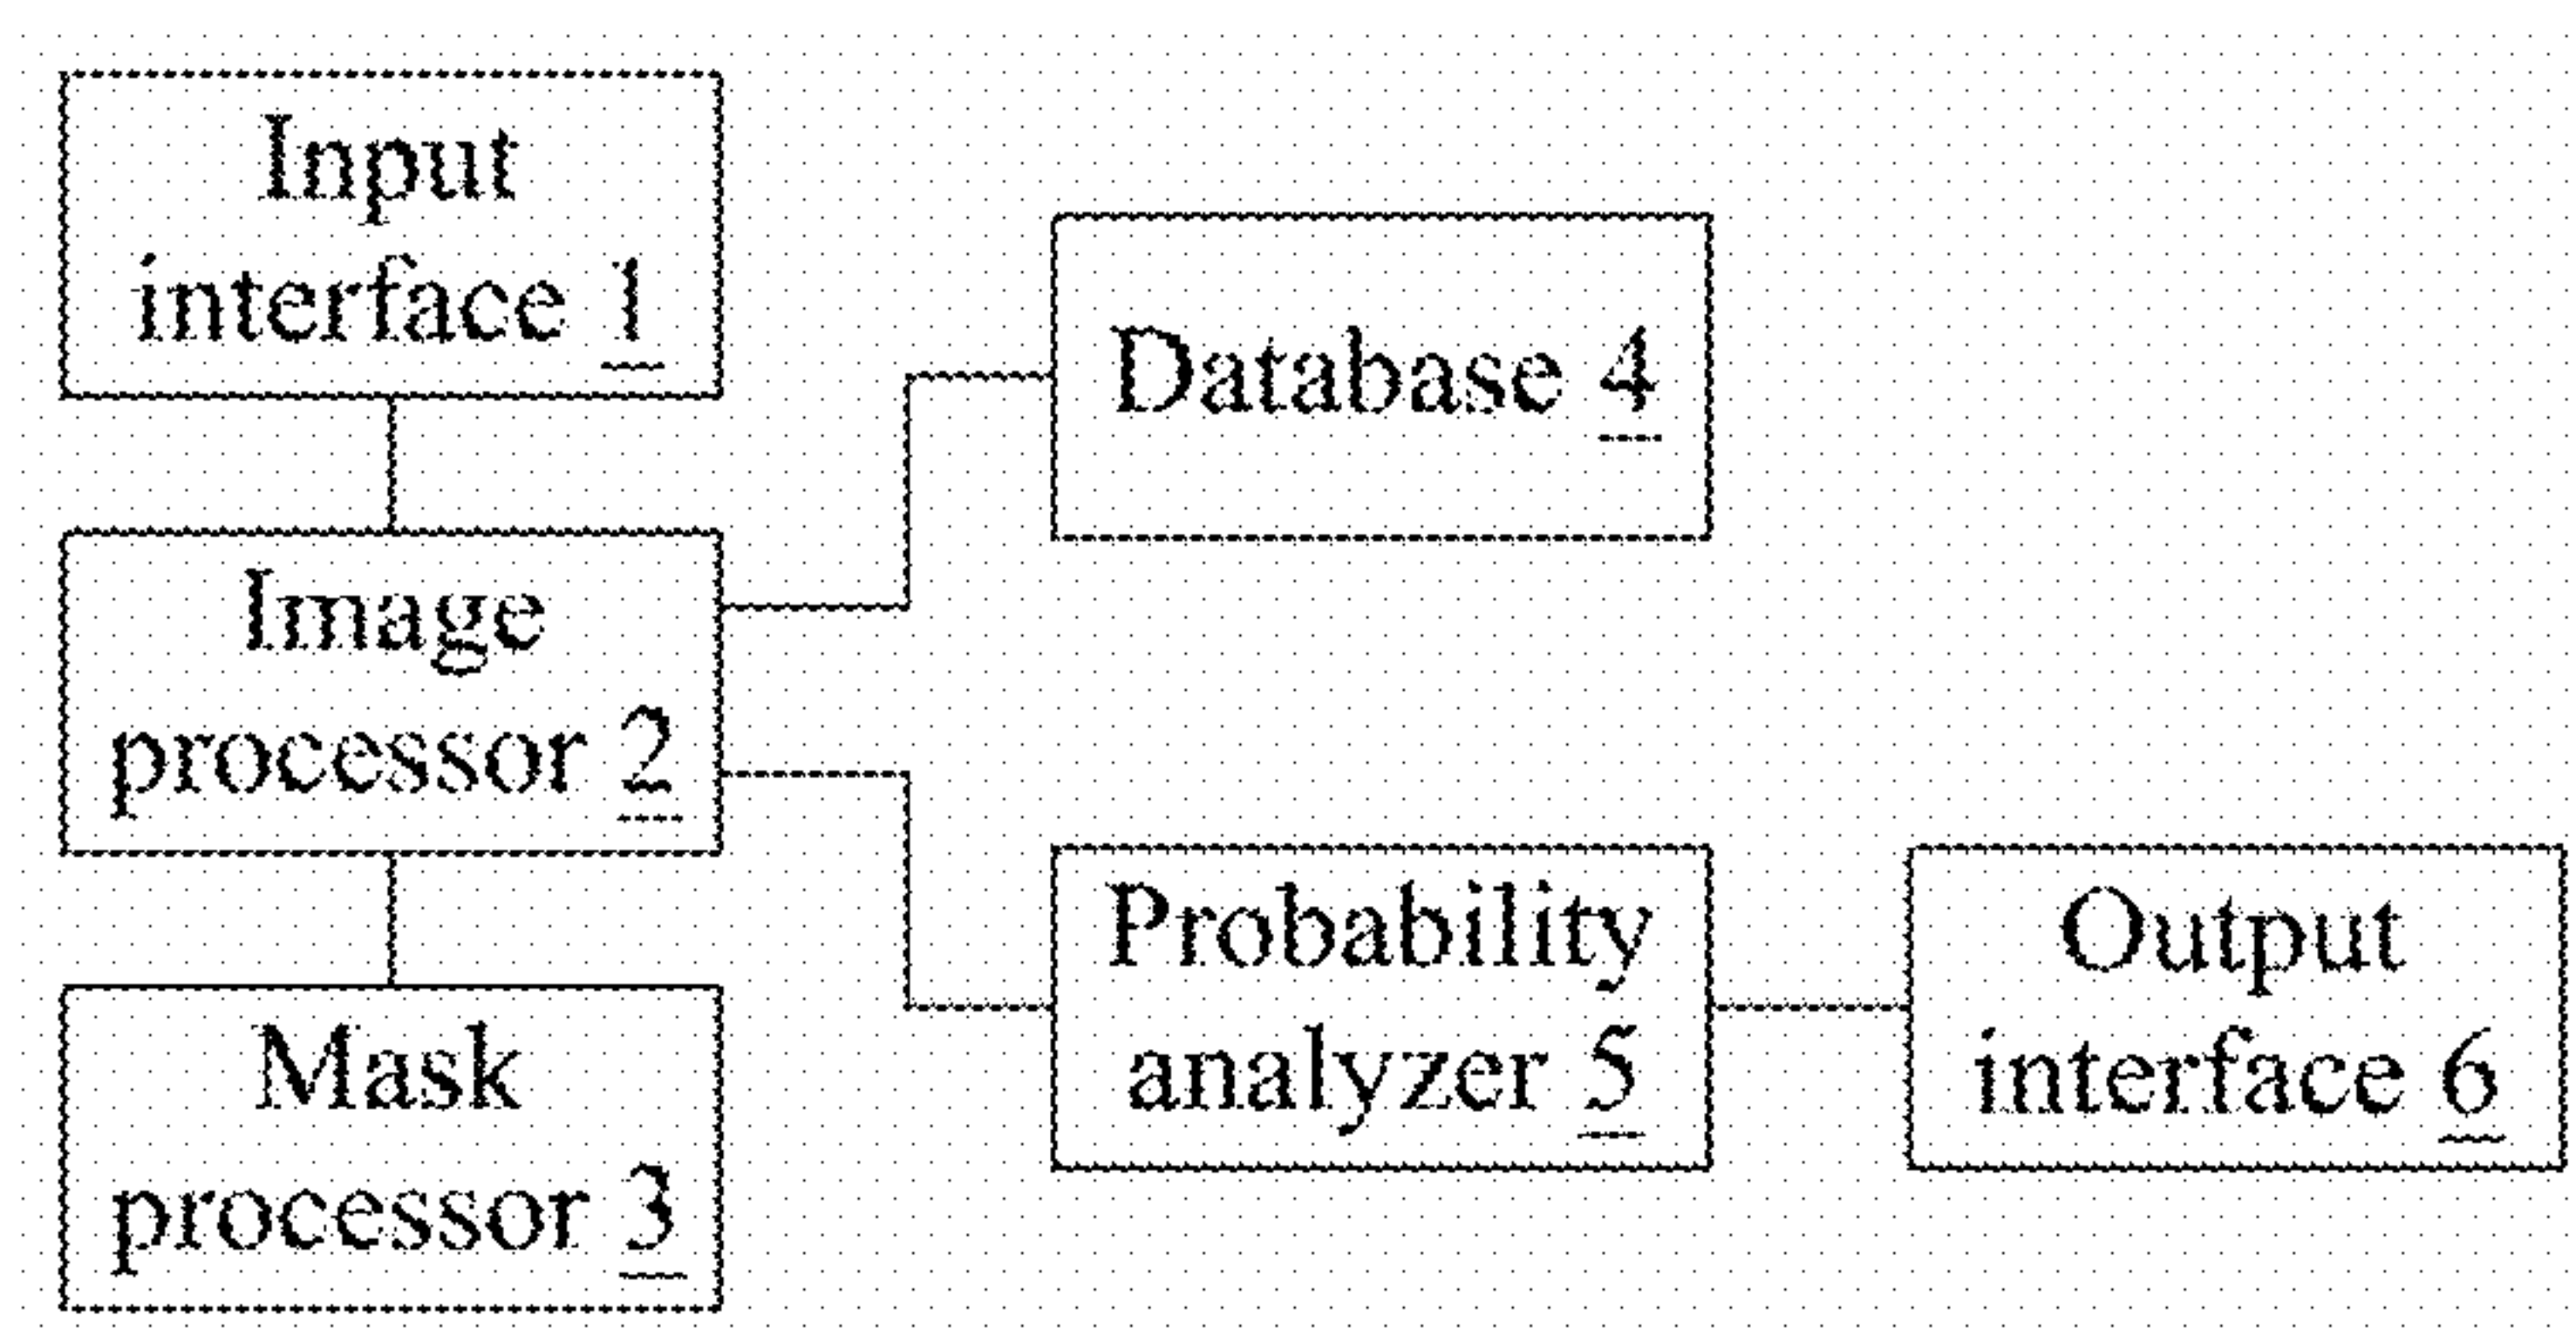 Input
interface 1
Image
processor 2
Mask
processor 3
Database 4
Probability
analyzer 5
Output
interface 6